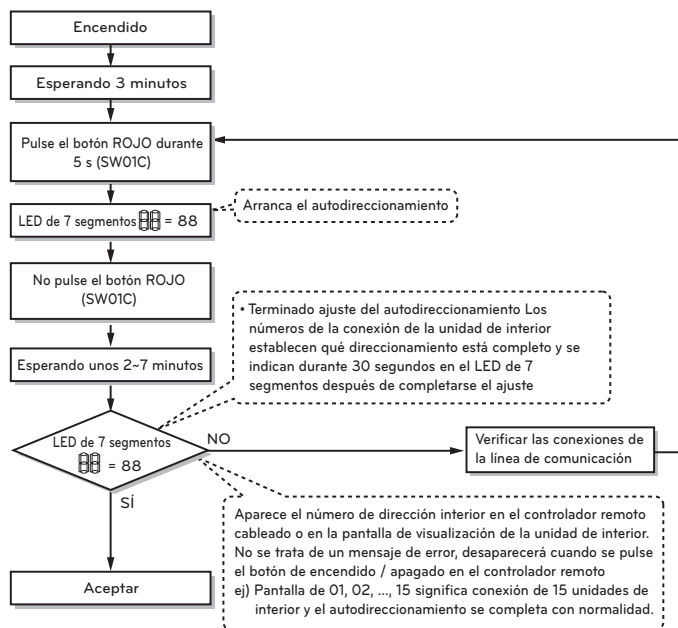 Encendido
Esperando 3 minutos
Pulse el botón ROJO durante
5 s (SW01C)
LED de 7 segmentos 88 = 88
Arranca el autodireccionamiento
No pulse el botón ROJO
(SW01C)
• Terminado ajuste del autodireccionamiento Los
números de la conexión de la unidad de interior
establecen qué direccionamiento está completo y se
indican durante 30 segundos en el LED de 7
segmentos después de completarse el ajuste
Esperando unos 2~7 minutos
LED de 7 segmentos
88 = 88
NO
Verificar las conexiones de
la línea de comunicación
SÍ
Aparece el número de dirección interior en el controlador remoto
cableado o en la pantalla de visualización de la unidad de interior.
No se trata de un mensaje de error, desaparecerá cuando se pulse
el botón de encendido / apagado en el controlador remoto
ej) Pantalla de 01, 02, ..., 15 significa conexión de 15 unidades de
interior y el autodireccionamiento se completa con normalidad.
Aceptar